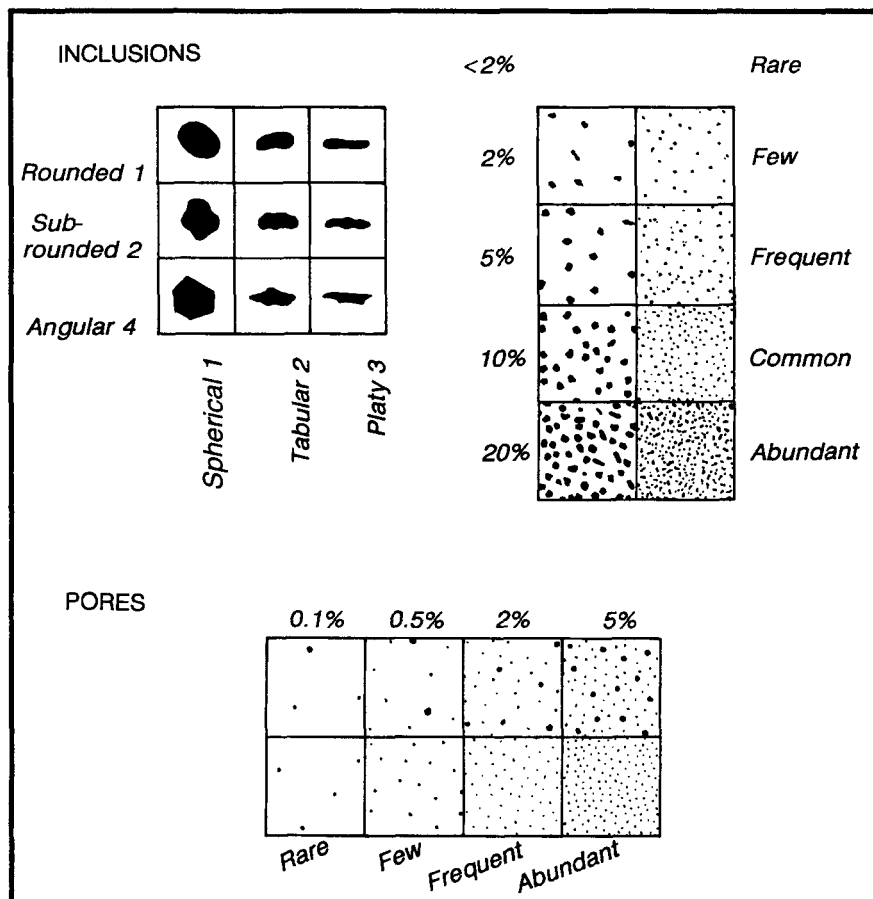 INCLUSIONS
<2% Rare
Rounded 1
Sub-
rounded 2
Angular 4
Spherical 1
Tabular 2
Platy 3
2% Few
5% Frequent
10% Common
20% Abundant
PORES
0.1% 0.5% 2% 5%
Rare Few Frequent Abundant